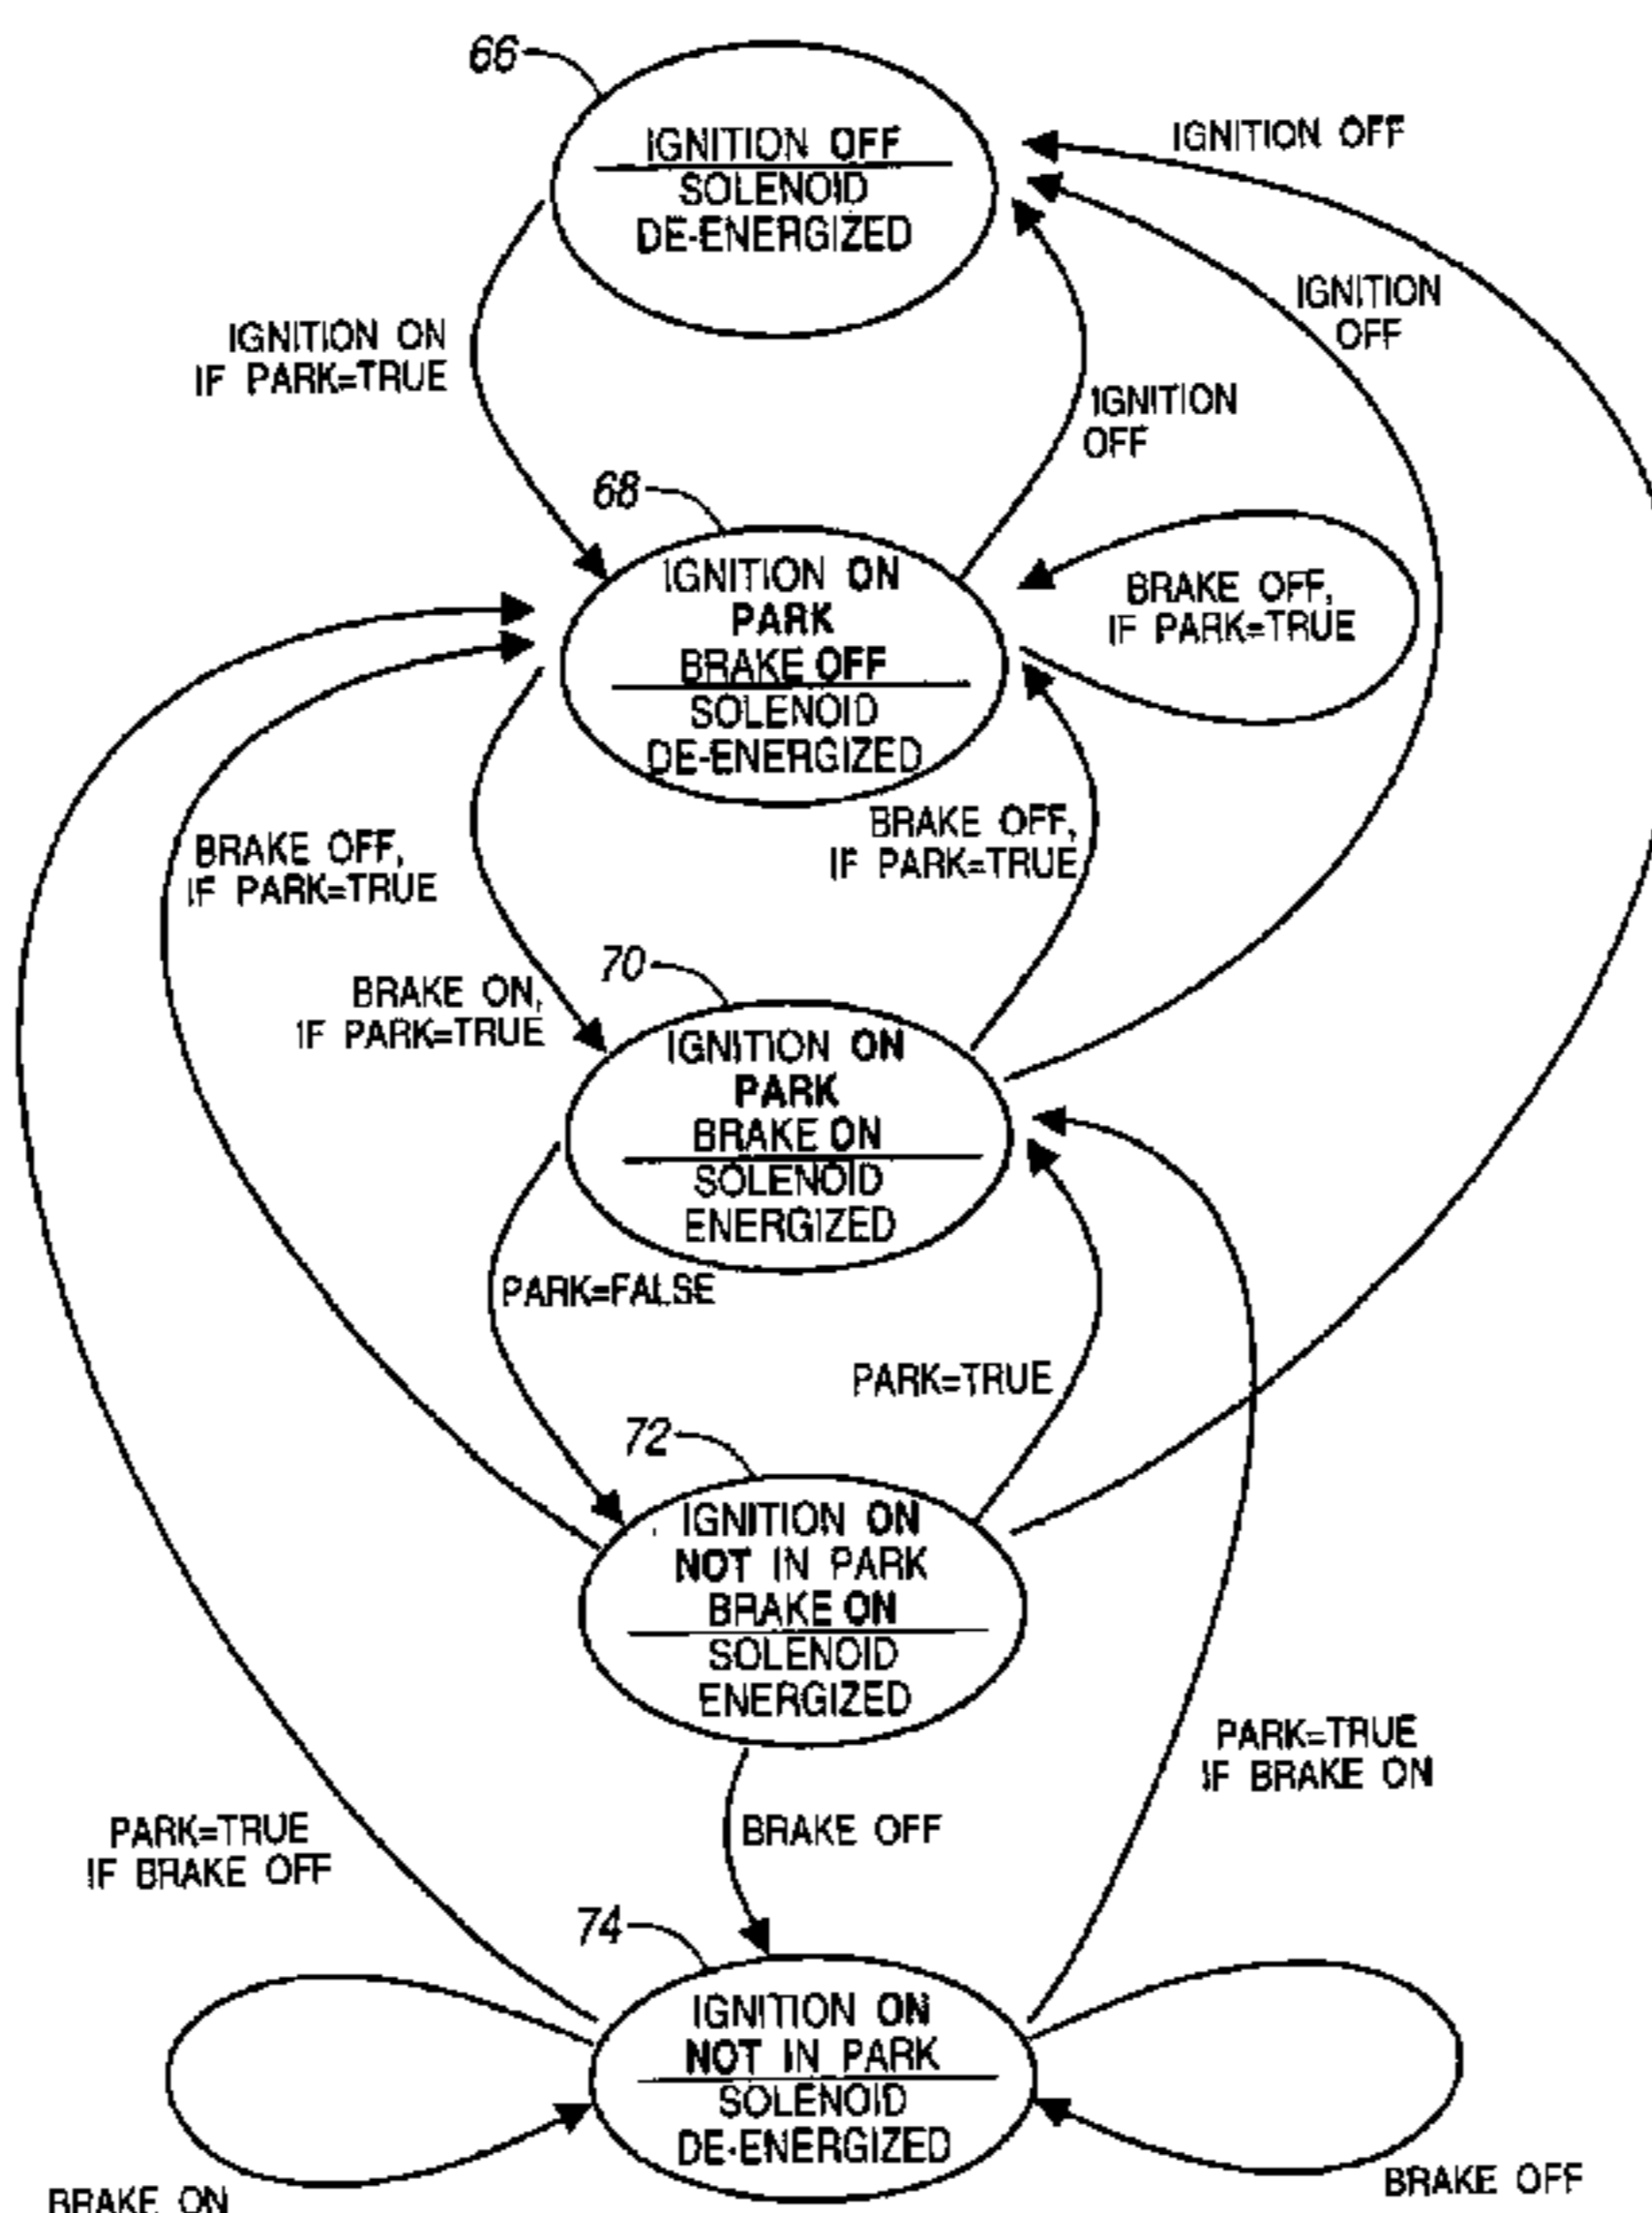 66
IGNITION OFF
SOLENOID
DE-ENERGIZED
IGNITION OFF
IGNITION
OFF
IGNITION ON
IF PARK=TRUE
IGNITION
OFF
68
IGNITION ON
PARK
BRAKE OFF
SOLENOID
DE-ENERGIZED
BRAKE OFF,
IF PARK=TRUE
BRAKE OFF,
IF PARK=TRUE
BRAKE OFF,
IF PARK=TRUE
BRAKE ON,
IF PARK=TRUE
70
IGNITION ON
PARK
BRAKE ON
SOLENOID
ENERGIZED
PARK=FALSE
PARK=TRUE
72
IGNITION ON
NOT IN PARK
BRAKE ON
SOLENOID
ENERGIZED
PARK=TRUE
IF BRAKE ON
PARK=TRUE
IF BRAKE OFF
BRAKE OFF
74
IGNITION ON
NOT IN PARK
SOLENOID
DE-ENERGIZED
BRAKE ON
BRAKE OFF